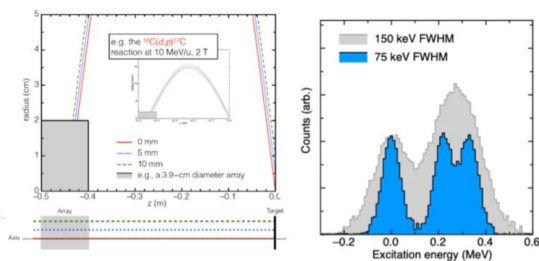 e.g. the ¹⁶C(d,p)¹⁷C
reaction at 10 MeV/u, 2 T
radius (cm)
5
4
3
2
1
0
0 mm
5 mm
10 mm
e.g., a 3.9-cm diameter array
-0.5
-0.4
-0.3
-0.2
-0.1
0.0
z (m)
Array
Target
Axis
150 keV FWHM
75 keV FWHM
Counts (arb.)
-0.2
0.0
0.2
0.4
0.6
Excitation energy (MeV)